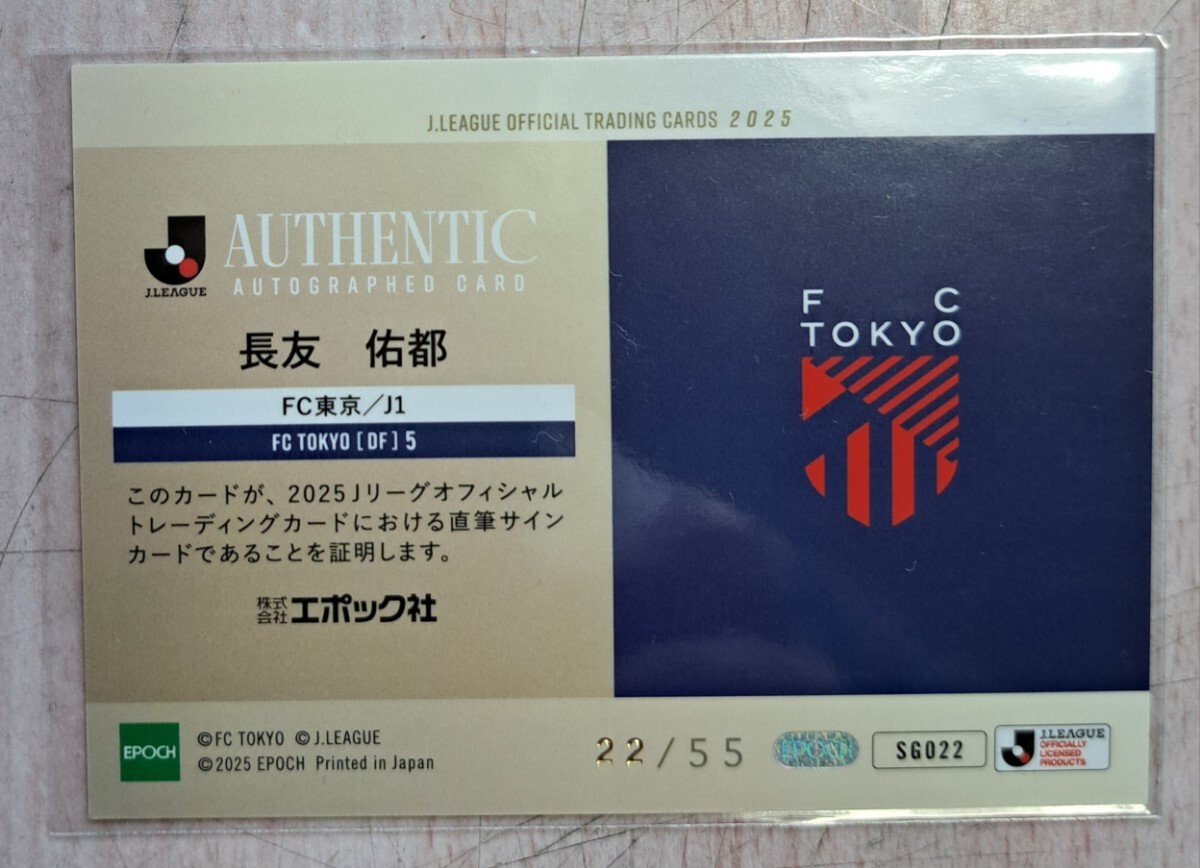 J.LEAGUE OFFICIAL TRADING CARDS 2025
J.LEAGUE
AUTHENTIC
AUTOGRAPHED CARD
長友　佑都
FC東京／J1
FC TOKYO [DF] 5
このカードが、2025Jリーグオフィシャル
トレーディングカードにおける直筆サイン
カードであることを証明します。
株式会社エポック社
F C
TOKYO
EPOCH
©FC TOKYO ©J.LEAGUE
©2025 EPOCH Printed in Japan
22/55
EPOCH
SG022
J.LEAGUE
OFFICIALLY
LICENSED
PRODUCTS